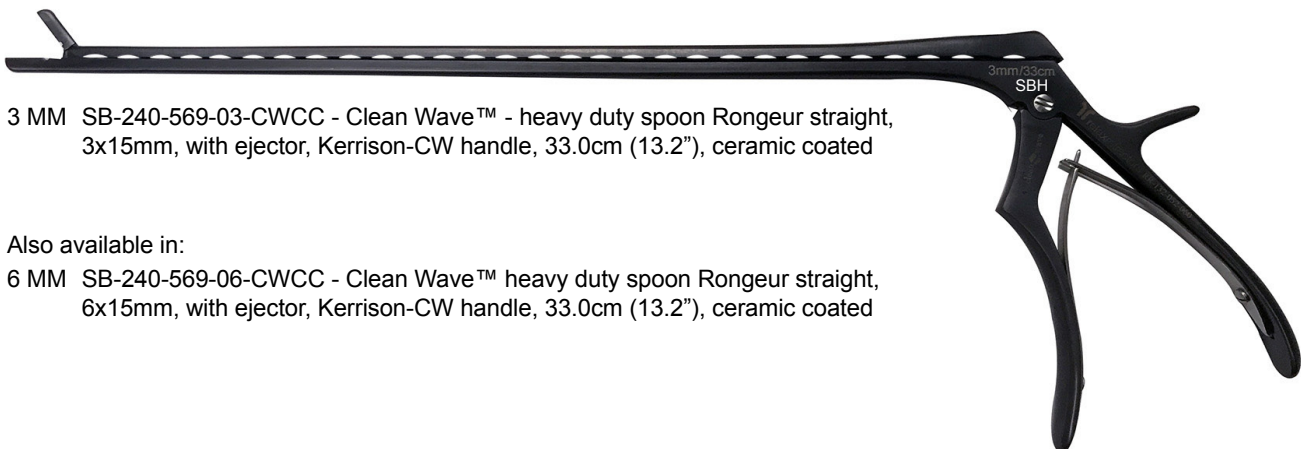 3mm/33cm
SBH
3 MM SB-240-569-03-CWCC - Clean Wave™ - heavy duty spoon Rongeur straight,
3x15mm, with ejector, Kerrison-CW handle, 33.0cm (13.2”), ceramic coated
Also available in:
6 MM SB-240-569-06-CWCC - Clean Wave™ heavy duty spoon Rongeur straight,
6x15mm, with ejector, Kerrison-CW handle, 33.0cm (13.2”), ceramic coated